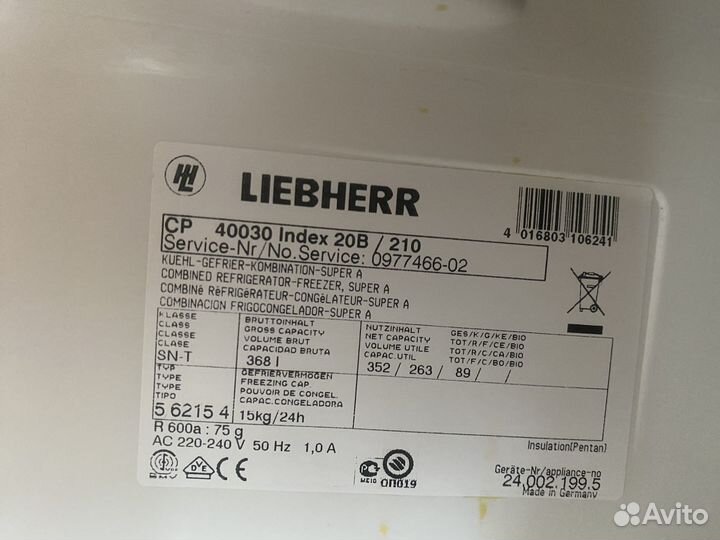 LIEBHERR
4 016803 106241
CP 40030 Index 20B / 210
Service-Nr/No.Service: 0977466-02
KUEHL-GEFRIER-KOMBINATION-SUPER A
COMBINED REFRIGERATOR-FREEZER, SUPER A
COMBINÉ RéFRIGéRATEUR-CONGéLATEUR-SUPER A
COMBINACION FRIGOCONGELADOR-SUPER A
KLASSE
CLASS
CLASSE
CLASE
SN-T
BRUTTOINHALT
GROSS CAPACITY
VOLUME BRUT
CAPACIDAD BRUTA
368 l
NUTZINHALT
NET CAPACITY
VOLUME UTILE
CAPAC.UTIL
GES/K/G/KE/BIO
TOT/R/F/CE/BIO
TOT/R/C/CA/BIO
TOT/F/C/BO/BIO
352 / 263 / 89 / /
TYP
TYPE
TYPE
TIPO
5 6215 4
GEFRIERVERMÖGEN
FREEZING CAP.
POUVOIR DE CONGEL.
CAPAC.CONGELADORA
15kg/24h
R 600a : 75 g
AC 220-240 V 50 Hz 1,0 A
Insulation(Pentan)
EMV
DVE
CE
ME10
ОП019
Geräte-Nr/appliance-no
24.002.199.5
Made in Germany
Avito